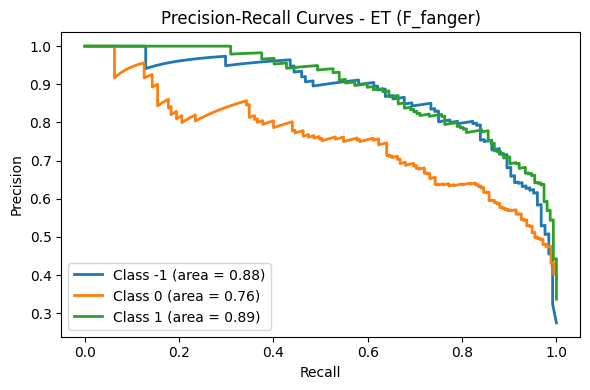 Precision-Recall Curves - ET (F_fanger)
Precision
1.0
0.9
0.8
0.7
0.6
0.5
0.4
0.3
Class -1 (area = 0.88)
Class 0 (area = 0.76)
Class 1 (area = 0.89)
0.0 0.2 0.4 0.6 0.8 1.0
Recall